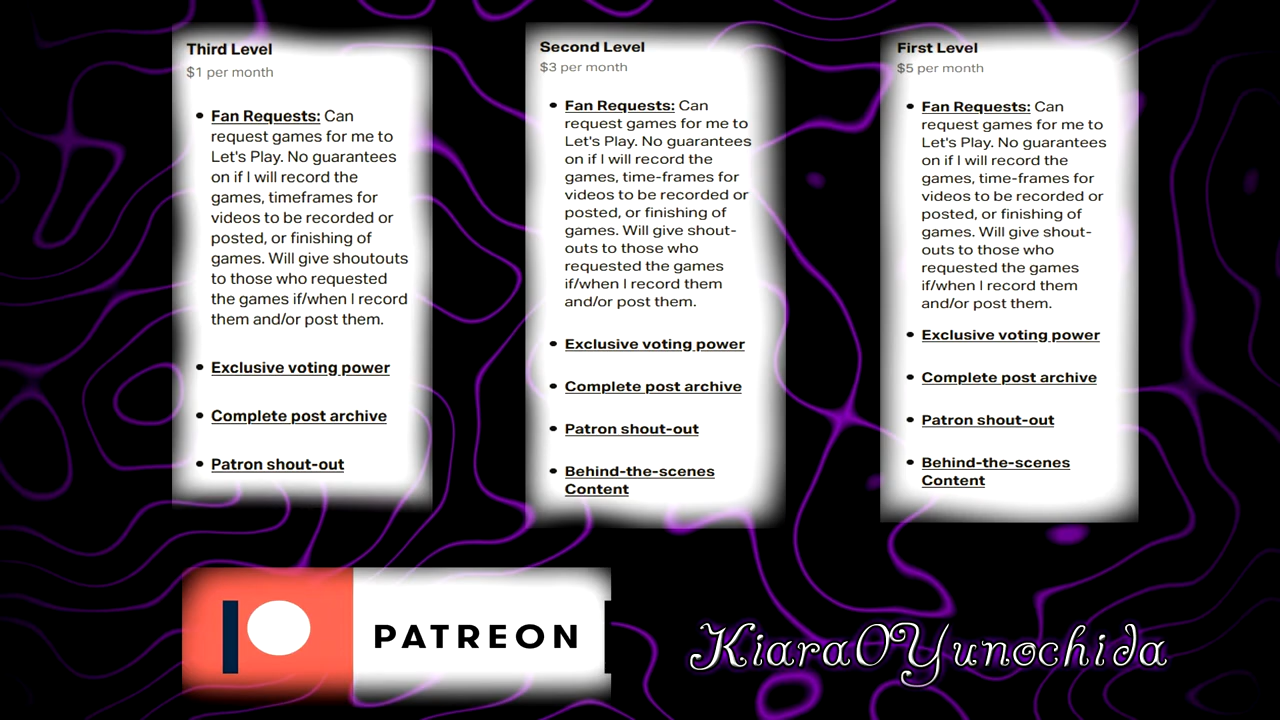 Third Level
$1 per month
Fan Requests: Can
request games for me to
Let's Play. No guarantees
on if I will record the
games, timeframes for
videos to be recorded or
posted, or finishing of
games. Will give shoutouts
to those who requested
the games if/when I record
them and/or post them.
Exclusive voting power
Complete post archive
Patron shout-out
Second Level
$3 per month
Fan Requests: Can
request games for me to
Let's Play. No guarantees
on if I will record the
games, time-frames for
videos to be recorded or
posted, or finishing of
games. Will give shout-
outs to those who
requested the games
if/when I record them
and/or post them.
Exclusive voting power
Complete post archive
Patron shout-out
Behind-the-scenes
Content
First Level
$5 per month
Fan Requests: Can
request games for me to
Let's Play. No guarantees
on if I will record the
games, time-frames for
videos to be recorded or
posted, or finishing of
games. Will give shout-
outs to those who
requested the games
if/when I record them
and/or post them.
Exclusive voting power
Complete post archive
Patron shout-out
Behind-the-scenes
Content
PATREON
KiaraOYunochida